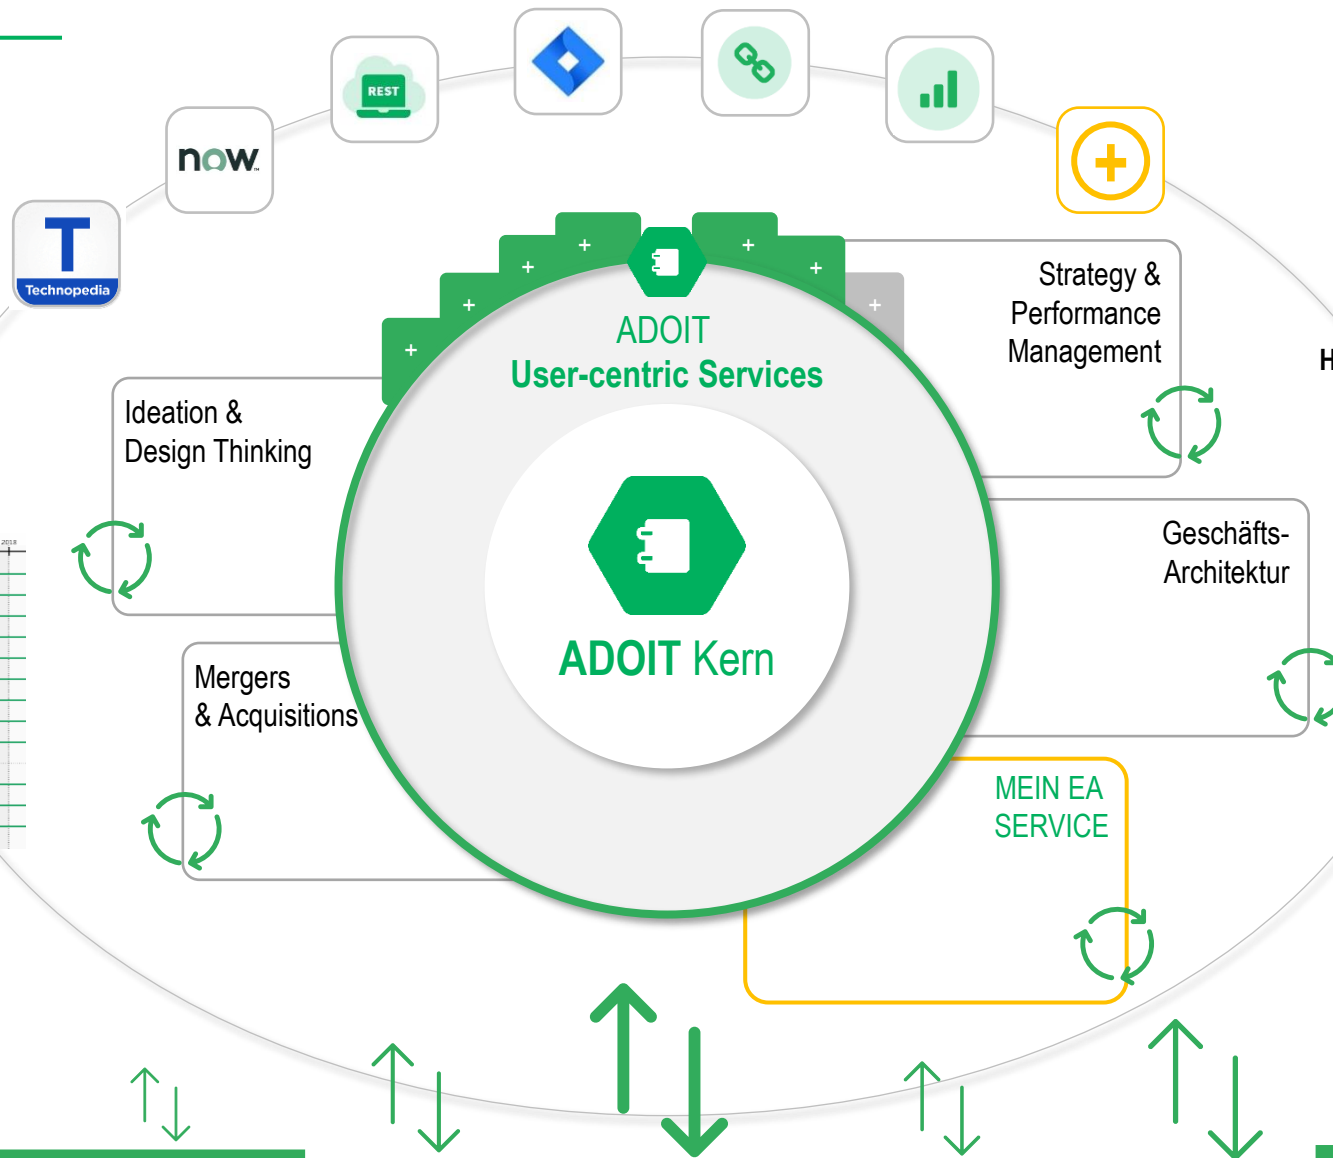 REST
now
T
Technopedia
ADOIT
User-centric Services
Strategy &
Performance
Management
H
Ideation &
Design Thinking
Geschäfts-
Architektur
2018
ADOIT Kern
Mergers
& Acquisitions
MEIN EA
SERVICE